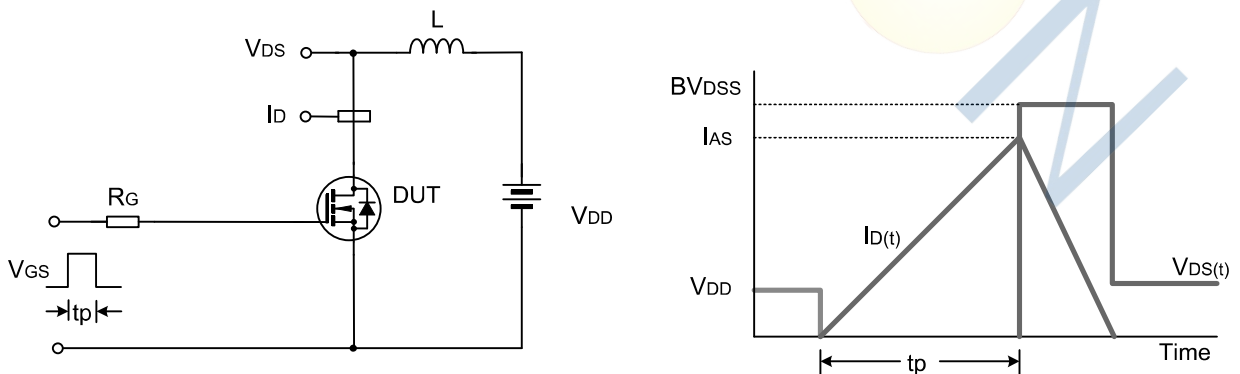 L
VDS
ID
RG
DUT
VDD
VGS
tp
BVDSS
IAS
ID(t)
VDD
VDS(t)
Time
tp